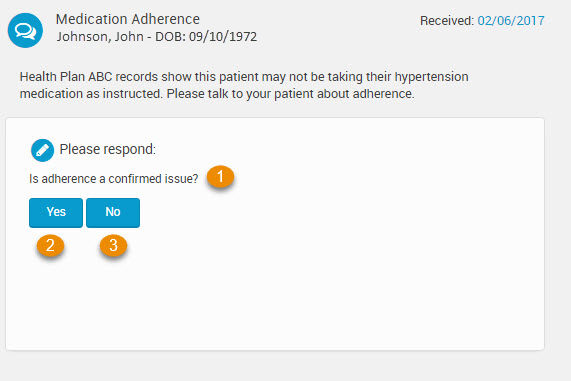 Medication Adherence
Received: 02/06/2017
Johnson, John - DOB: 09/10/1972
Health Plan ABC records show this patient may not be taking their hypertension
medication as instructed. Please talk to your patient about adherence.
Please respond:
Is adherence a confirmed issue? 1
Yes No
2 3